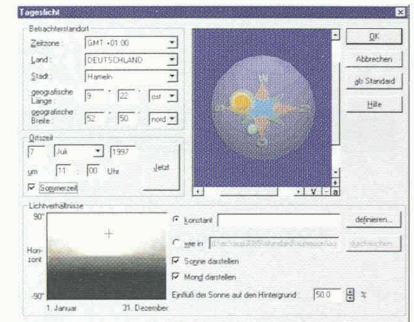 Tageslicht
Betrachterstandort
Zeitzone: GMT +01:00
Land: DEUTSCHLAND
Stadt: Hameln
geografische Länge: 9 ° 22 ' ost
geografische Breite: 52 ° 50 ' nord
OK
Abbrechen
als Standard
Hilfe
N
V - a
Ortszeit
7 Juli 1997
um 11 : 00 Uhr
Jetzt
Sommerzeit
Lichtverhältnisse
90°
Horizont
-90°
1. Januar 31. Dezember
konstant definieren...
wie in durchsuchen...
Sonne darstellen
Mond darstellen
Einfluß der Sonne auf den Hintergrund: 50.0 %